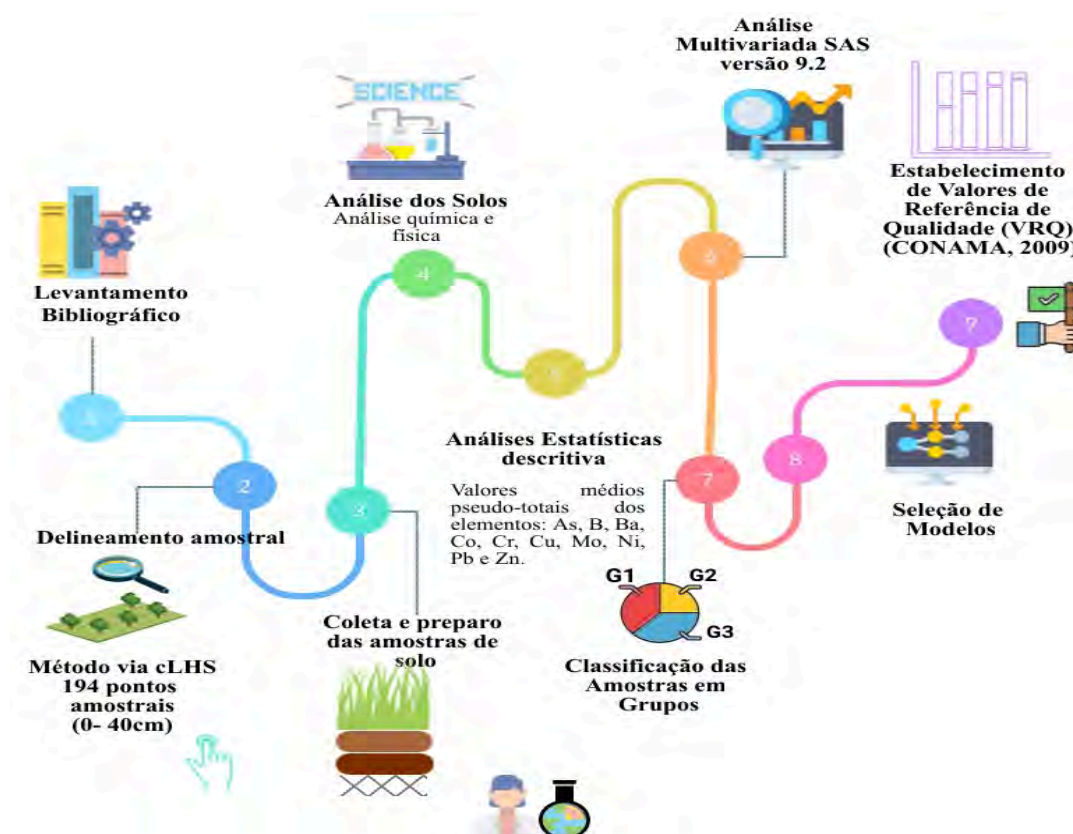 Levantamento
Bibliográfico
1
2
Delineamento amostral
Método via cLHS
194 pontos
amostrais
(0- 40cm)
3
Coleta e preparo
das amostras de
solo
SCIENCE
Análise dos Solos
Análise química e
física
4
Análises Estatísticas
descritiva
Valores médios
pseudo-totais dos
elementos: As, B, Ba,
Co, Cr, Cu, Mo, Ni,
Pb e Zn.
Análise
Multivariada SAS
versão 9.2
7
G1
G2
G3
Classificação das
Amostras em
Grupos
8
Seleção de
Modelos
Estabelecimento
de Valores de
Referência de
Qualidade (VRQ)
(CONAMA, 2009)